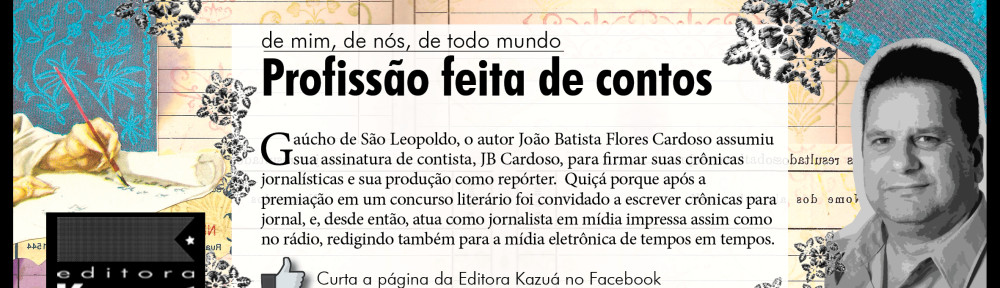 de mim, de nós, de todo mundo
Profissão feita de contos
Gaúcho de São Leopoldo, o autor João Batista Flores Cardoso assumiu
sua assinatura de contista, JB Cardoso, para firmar suas crônicas
jornalísticas e sua produção como repórter. Quiçá porque após a
premiação em um concurso literário foi convidado a escrever crônicas para
jornal, e, desde então, atua como jornalista em mídia impressa assim como
no rádio, redigindo também para a mídia eletrônica de tempos em tempos.
Curta a página da Editora Kazuá no Facebook
editora
s resultados
Nome dos